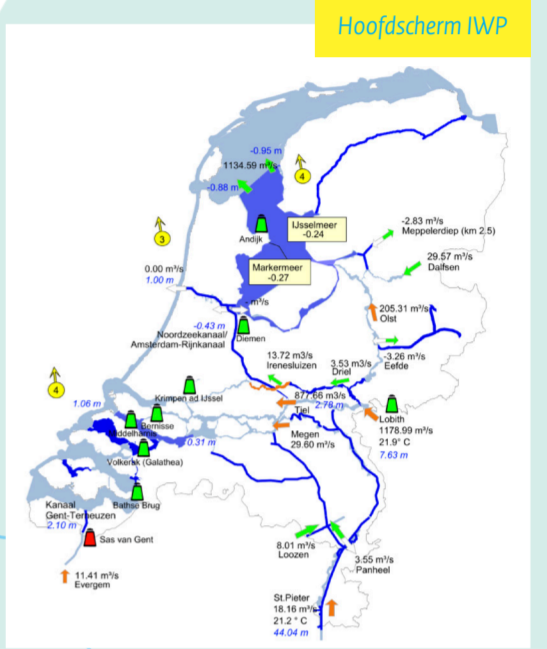 Hoofdscherm IWP
-0.95 m
1134.59 m³/s
-0.88 m
4
IJsselmeer
-0.24
Andijk
-2.83 m/s
Meppelerdiep (km 2.5)
3
29.57 m/s
Dalfsen
Markermeer
-0.27
0.00 m³/s
1.00 m
- m³/s
205.31 m³/s
Olst
-0.43 m
Diemen
Noordzeekanaal/
Amsterdam-Rijnkanaal
13.72 m3/s
Irenesluizen
3.53 m3/s
Driel
-3.26 m³/s
Eefde
4
Krimpen ad IJssel
877.66 m3/s
2.78 m
Tiel
1.06 m
Bernisse
Middelharnis
Lobith
1178.99 m³/s
21.9° C
7.63 m
0.31 m
Megen
29.60 m³/s
Volkerak (Galathea)
Bathse Brug
Kanaal
Gent-Terneuzen
2.10 m
Sas van Gent
8.01 m³/s
Loozen
3.55 m³/s
Panheel
11.41 m³/s
Evergem
St.Pieter
18.16 m³/s
21.2 ° C
44.04 m